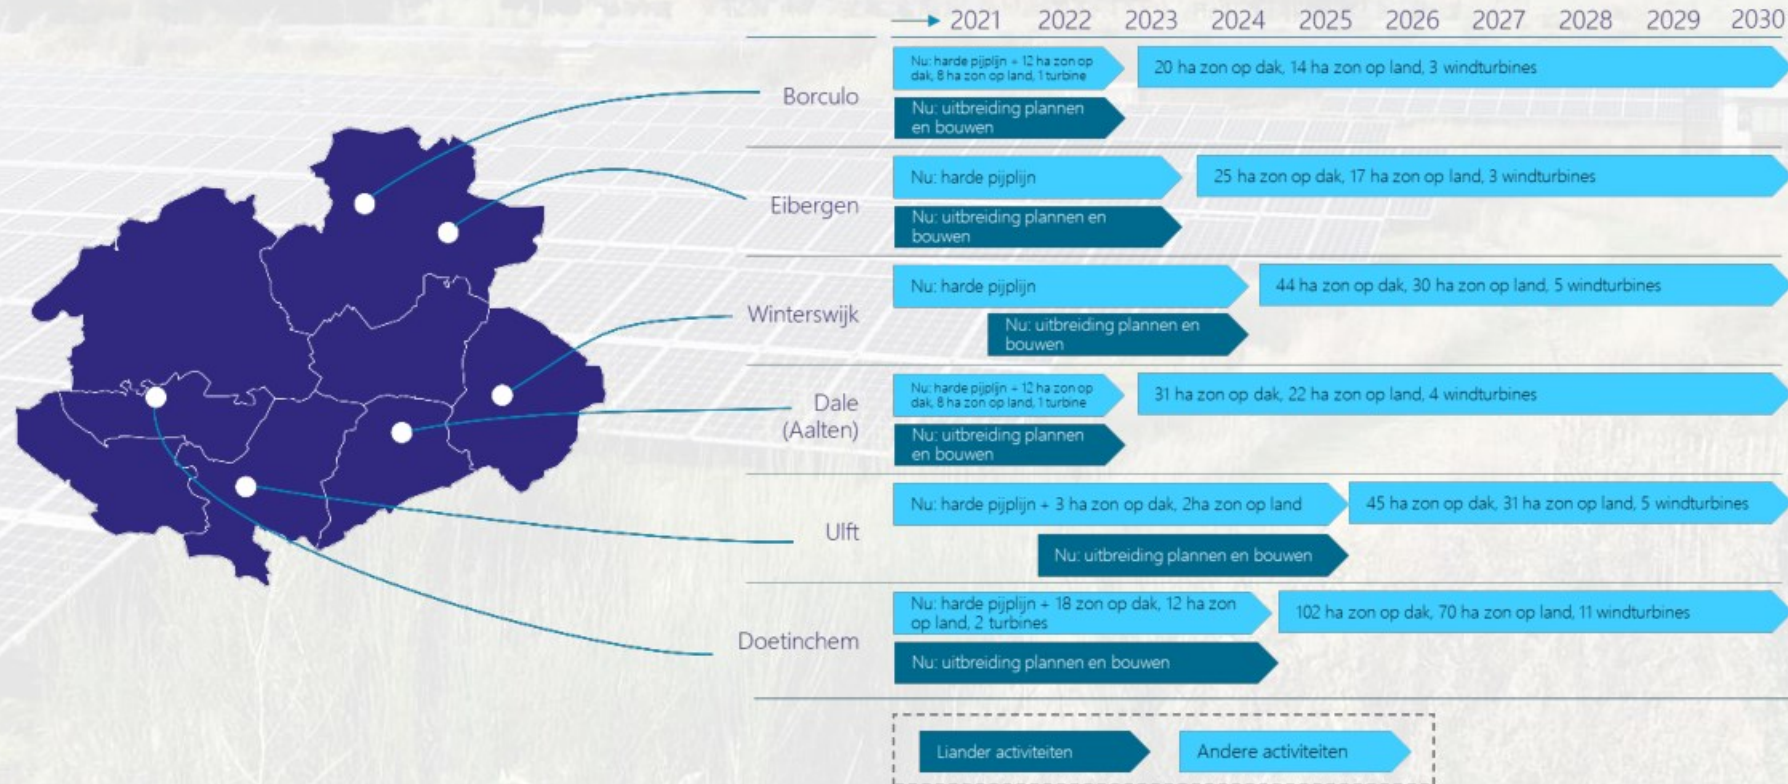 2021 2022 2023 2024 2025 2026 2027 2028 2029 2030
Borculo
Nu: harde pijplijn + 12 ha zon op
dak, 8 ha zon op land, 1 turbine
20 ha zon op dak, 14 ha zon op land, 3 windturbines
Nu: uitbreiding plannen
en bouwen
Eibergen
Nu: harde pijplijn
25 ha zon op dak, 17 ha zon op land, 3 windturbines
Nu: uitbreiding plannen en
bouwen
Winterswijk
Nu: harde pijplijn
44 ha zon op dak, 30 ha zon op land, 5 windturbines
Nu: uitbreiding plannen en
bouwen
Dale
(Aalten)
Nu: harde pijplijn + 12 ha zon op
dak, 8 ha zon op land, 1 turbine
31 ha zon op dak, 22 ha zon op land, 4 windturbines
Nu: uitbreiding plannen
en bouwen
Ulft
Nu: harde pijplijn + 3 ha zon op dak, 2ha zon op land
45 ha zon op dak, 31 ha zon op land, 5 windturbines
Nu: uitbreiding plannen en bouwen
Doetinchem
Nu: harde pijplijn + 18 zon op dak, 12 ha zon
op land, 2 turbines
102 ha zon op dak, 70 ha zon op land, 11 windturbines
Nu: uitbreiding plannen en bouwen
Liander activiteiten
Andere activiteiten